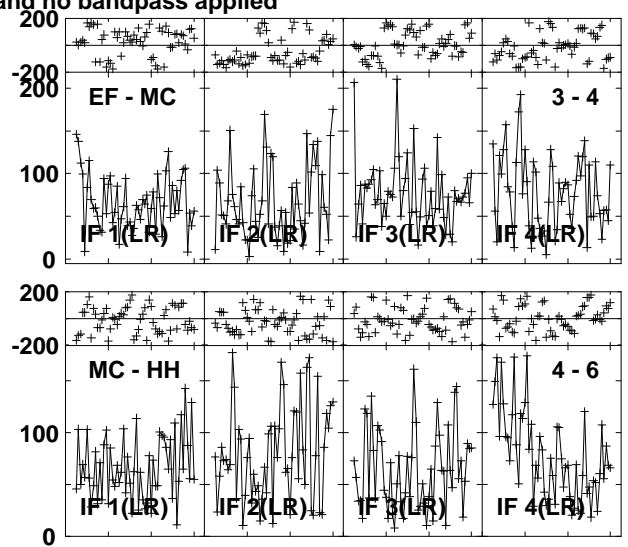 and no bandpass applied
200
-200
200
EF - MC
3 - 4
100
IF 1(LR)
IF 2(LR)
IF 3(LR)
IF 4(LR)
0
200
-200
MC - HH
4 - 6
100
IF 1(LR)
IF 2(LR)
IF 3(LR)
IF 4(LR)
0